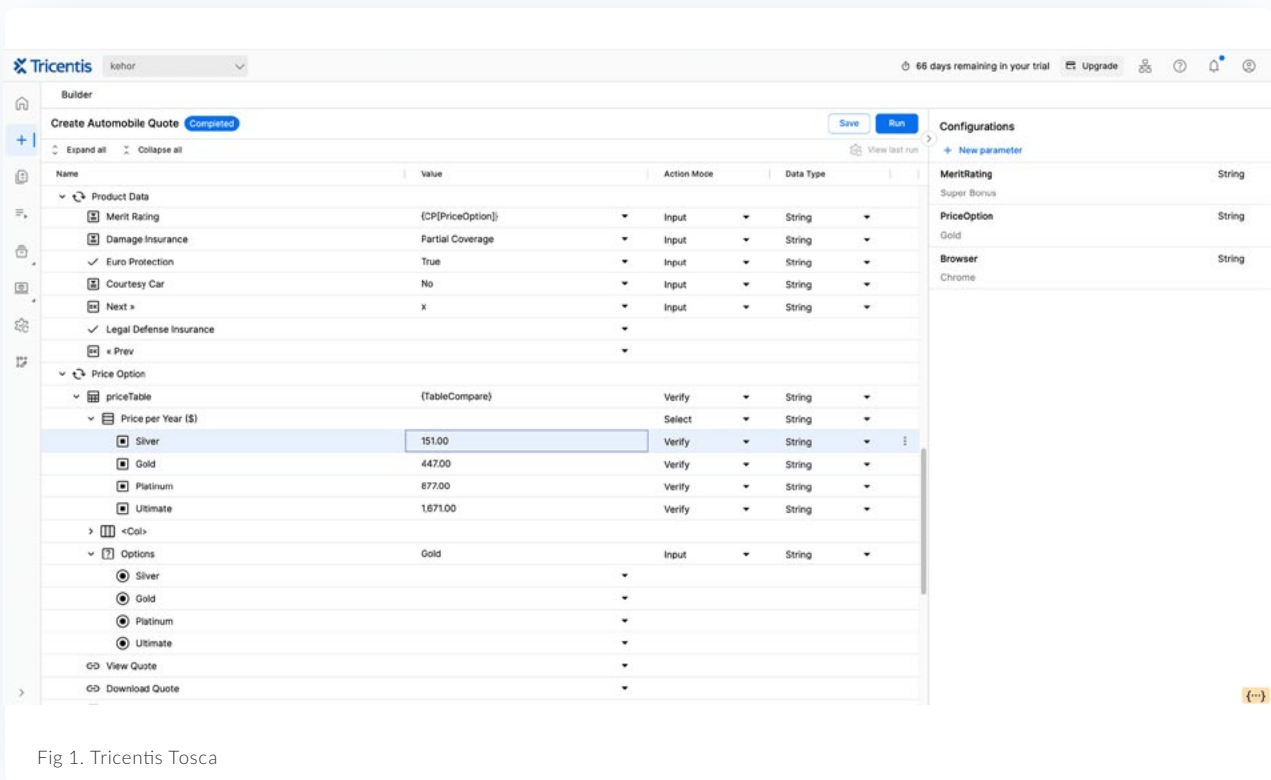 Tricentis kehor 66 days remaining in your trial Upgrade
Builder
Create Automobile Quote Completed Save Run
Expand all Collapse all View last run
Name Value Action Mode Data Type
Product Data
Merit Rating {CP[PriceOption]} Input String
Damage Insurance Partial Coverage Input String
Euro Protection True Input String
Courtesy Car No Input String
Next » x Input String
Legal Defense Insurance
« Prev
Price Option
priceTable {TableCompare} Verify String
Price per Year ($) Select String
Silver 151.00 Verify String
Gold 447.00 Verify String
Platinum 877.00 Verify String
Ultimate 1,671.00 Verify String
<Col>
Options Gold Input String
Silver
Gold
Platinum
Ultimate
View Quote
Download Quote
Configurations
+ New parameter
MeritRating String
Super Bonus
PriceOption String
Gold
Browser String
Chrome
{···}
Fig 1. Tricentis Tosca